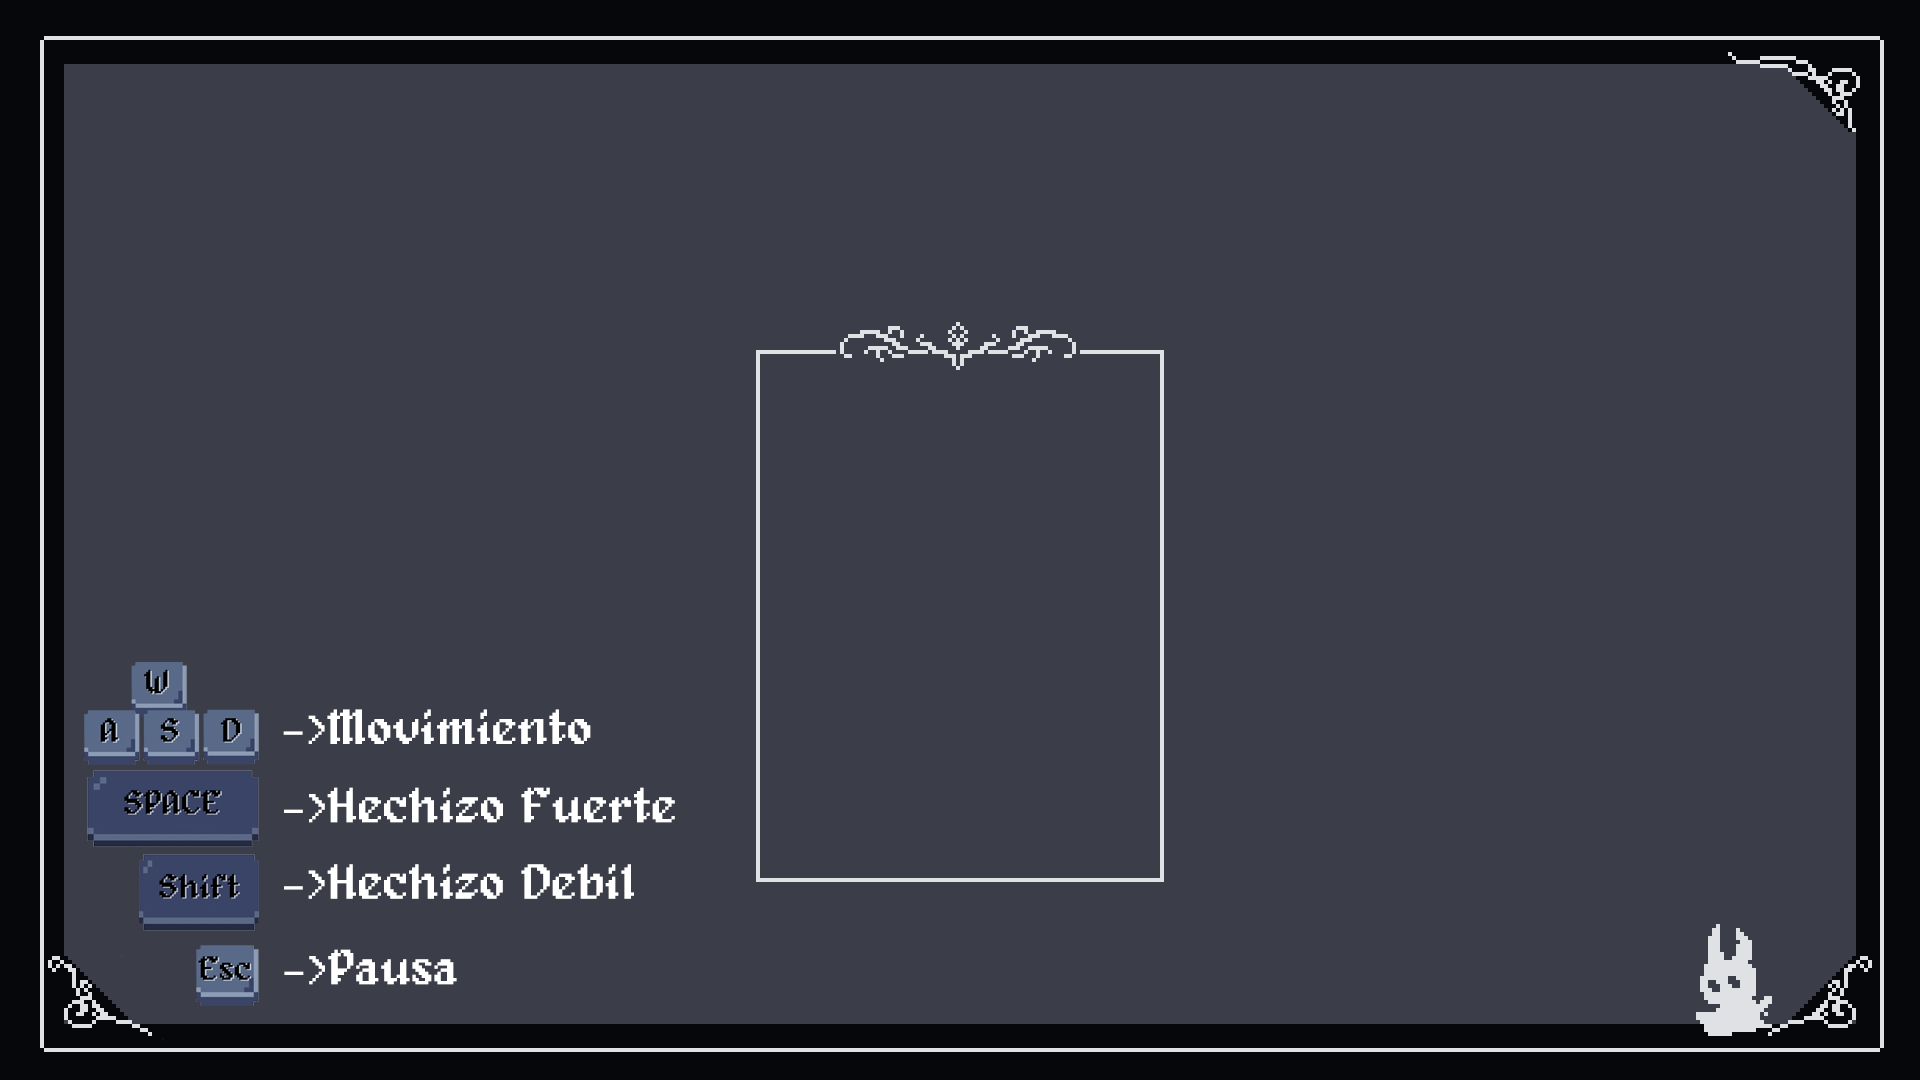 W
A S D ->Movimiento
SPACE ->Hechizo Fuerte
Shift ->Hechizo Debil
Esc ->Pausa